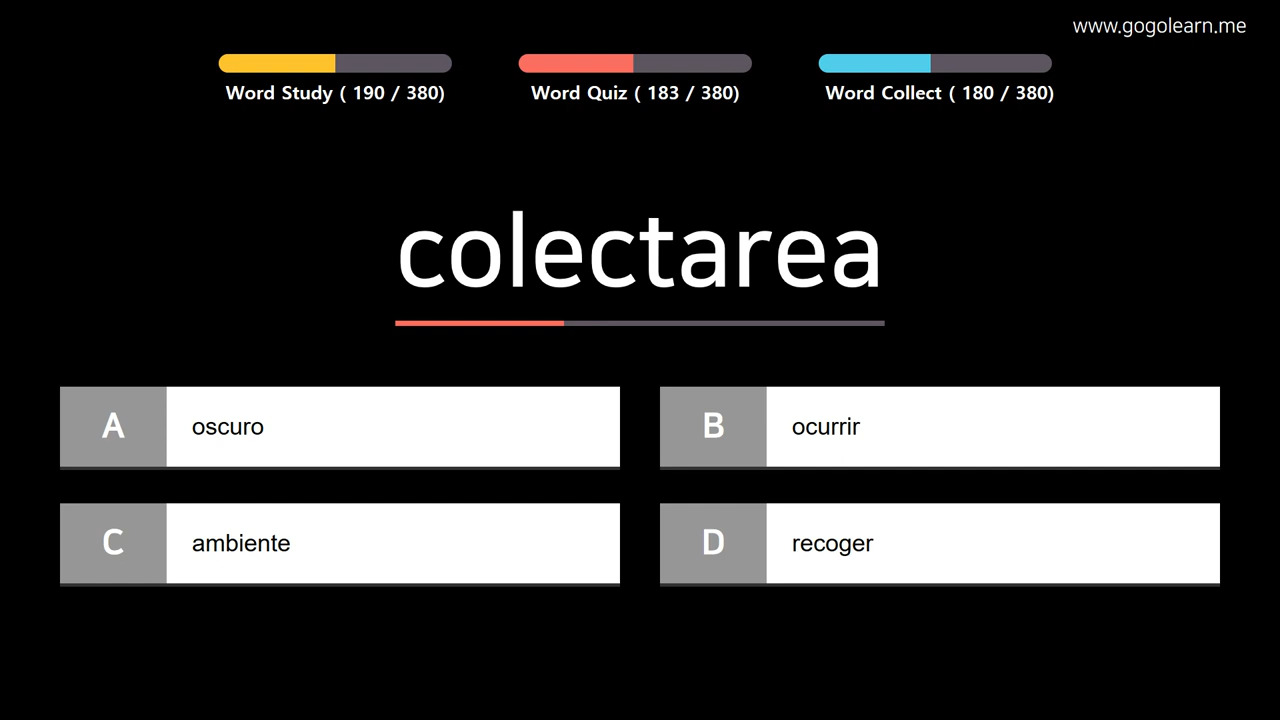 www.gogolearn.me
Word Study ( 190 / 380)
Word Quiz ( 183 / 380)
Word Collect ( 180 / 380)
colectarea
A
oscuro
B
ocurrir
C
ambiente
D
recoger